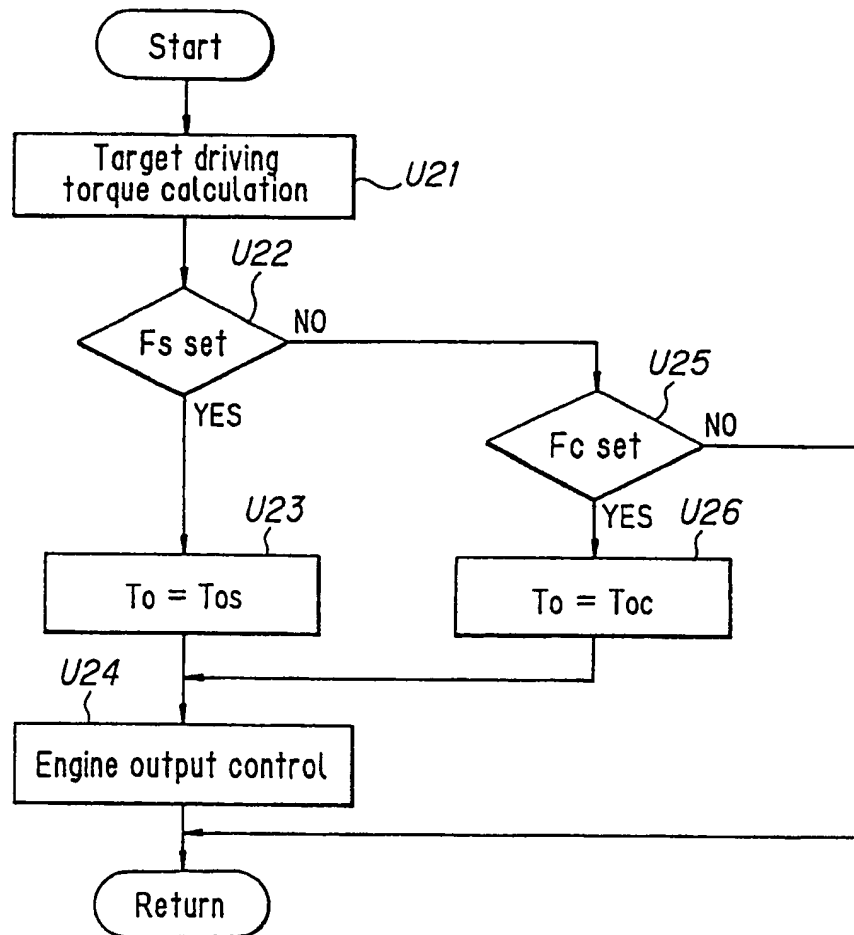 Start
Target driving
torque calculation
U21
U22
Fs set
NO
YES
U25
Fc set
NO
YES
U23
To = Tos
U26
To = Toc
U24
Engine output control
Return